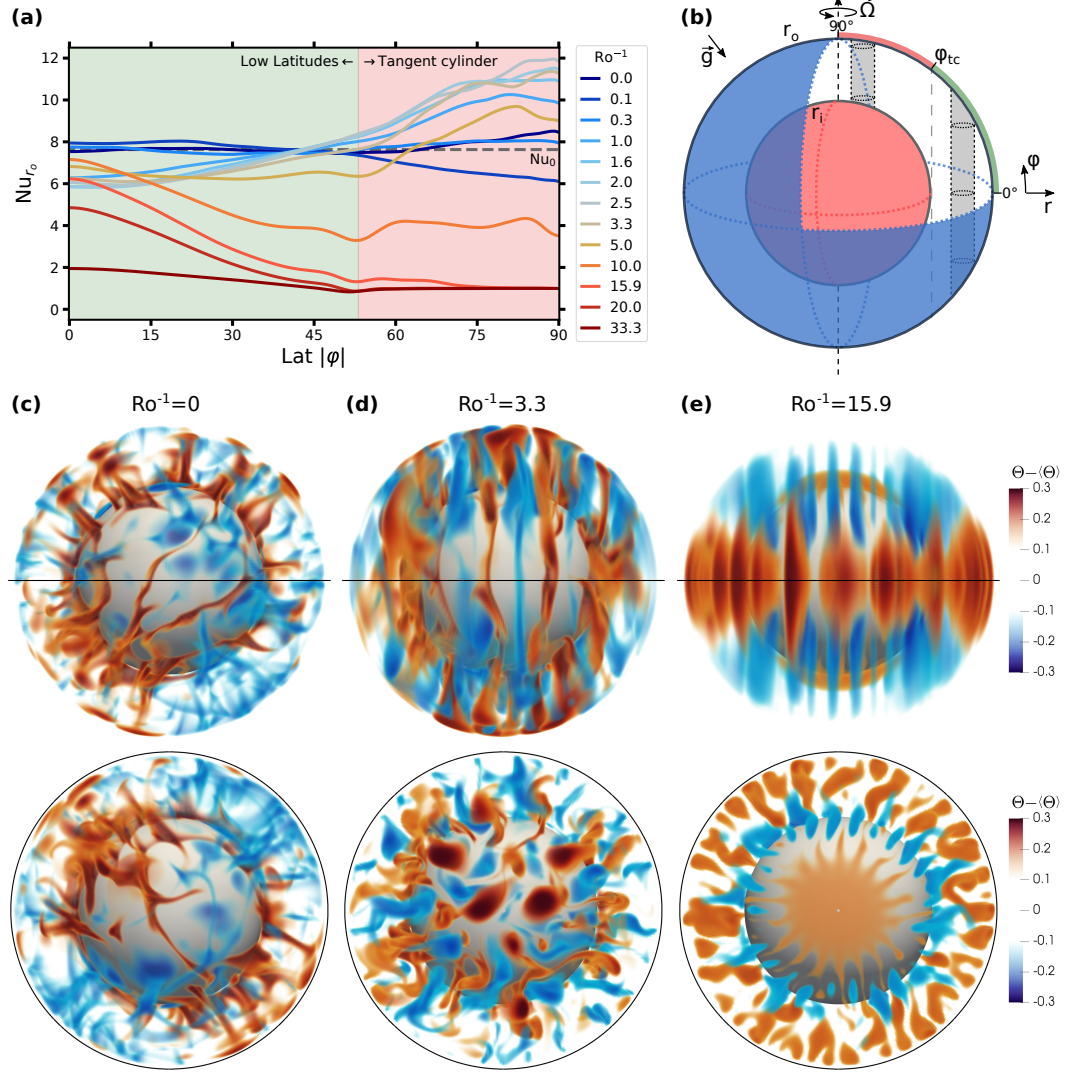 (a)
Nu_{r_o}
12
10
8
6
4
2
0
Low Latitudes ←
→ Tangent cylinder
Nu_0
0
15
30
45
60
75
90
Lat |φ|
Ro^{-1}
0.0
0.1
0.3
1.0
1.6
2.0
2.5
3.3
5.0
10.0
15.9
20.0
33.3
(b)
Ω
90°
r_o
g
φ_tc
r_i
φ
0°
r
(c)
Ro^{-1}=0
(d)
Ro^{-1}=3.3
(e)
Ro^{-1}=15.9
Θ−⟨Θ⟩
0.3
0.2
0.1
0
-0.1
-0.2
-0.3
Θ−⟨Θ⟩
0.3
0.2
0.1
0
-0.1
-0.2
-0.3